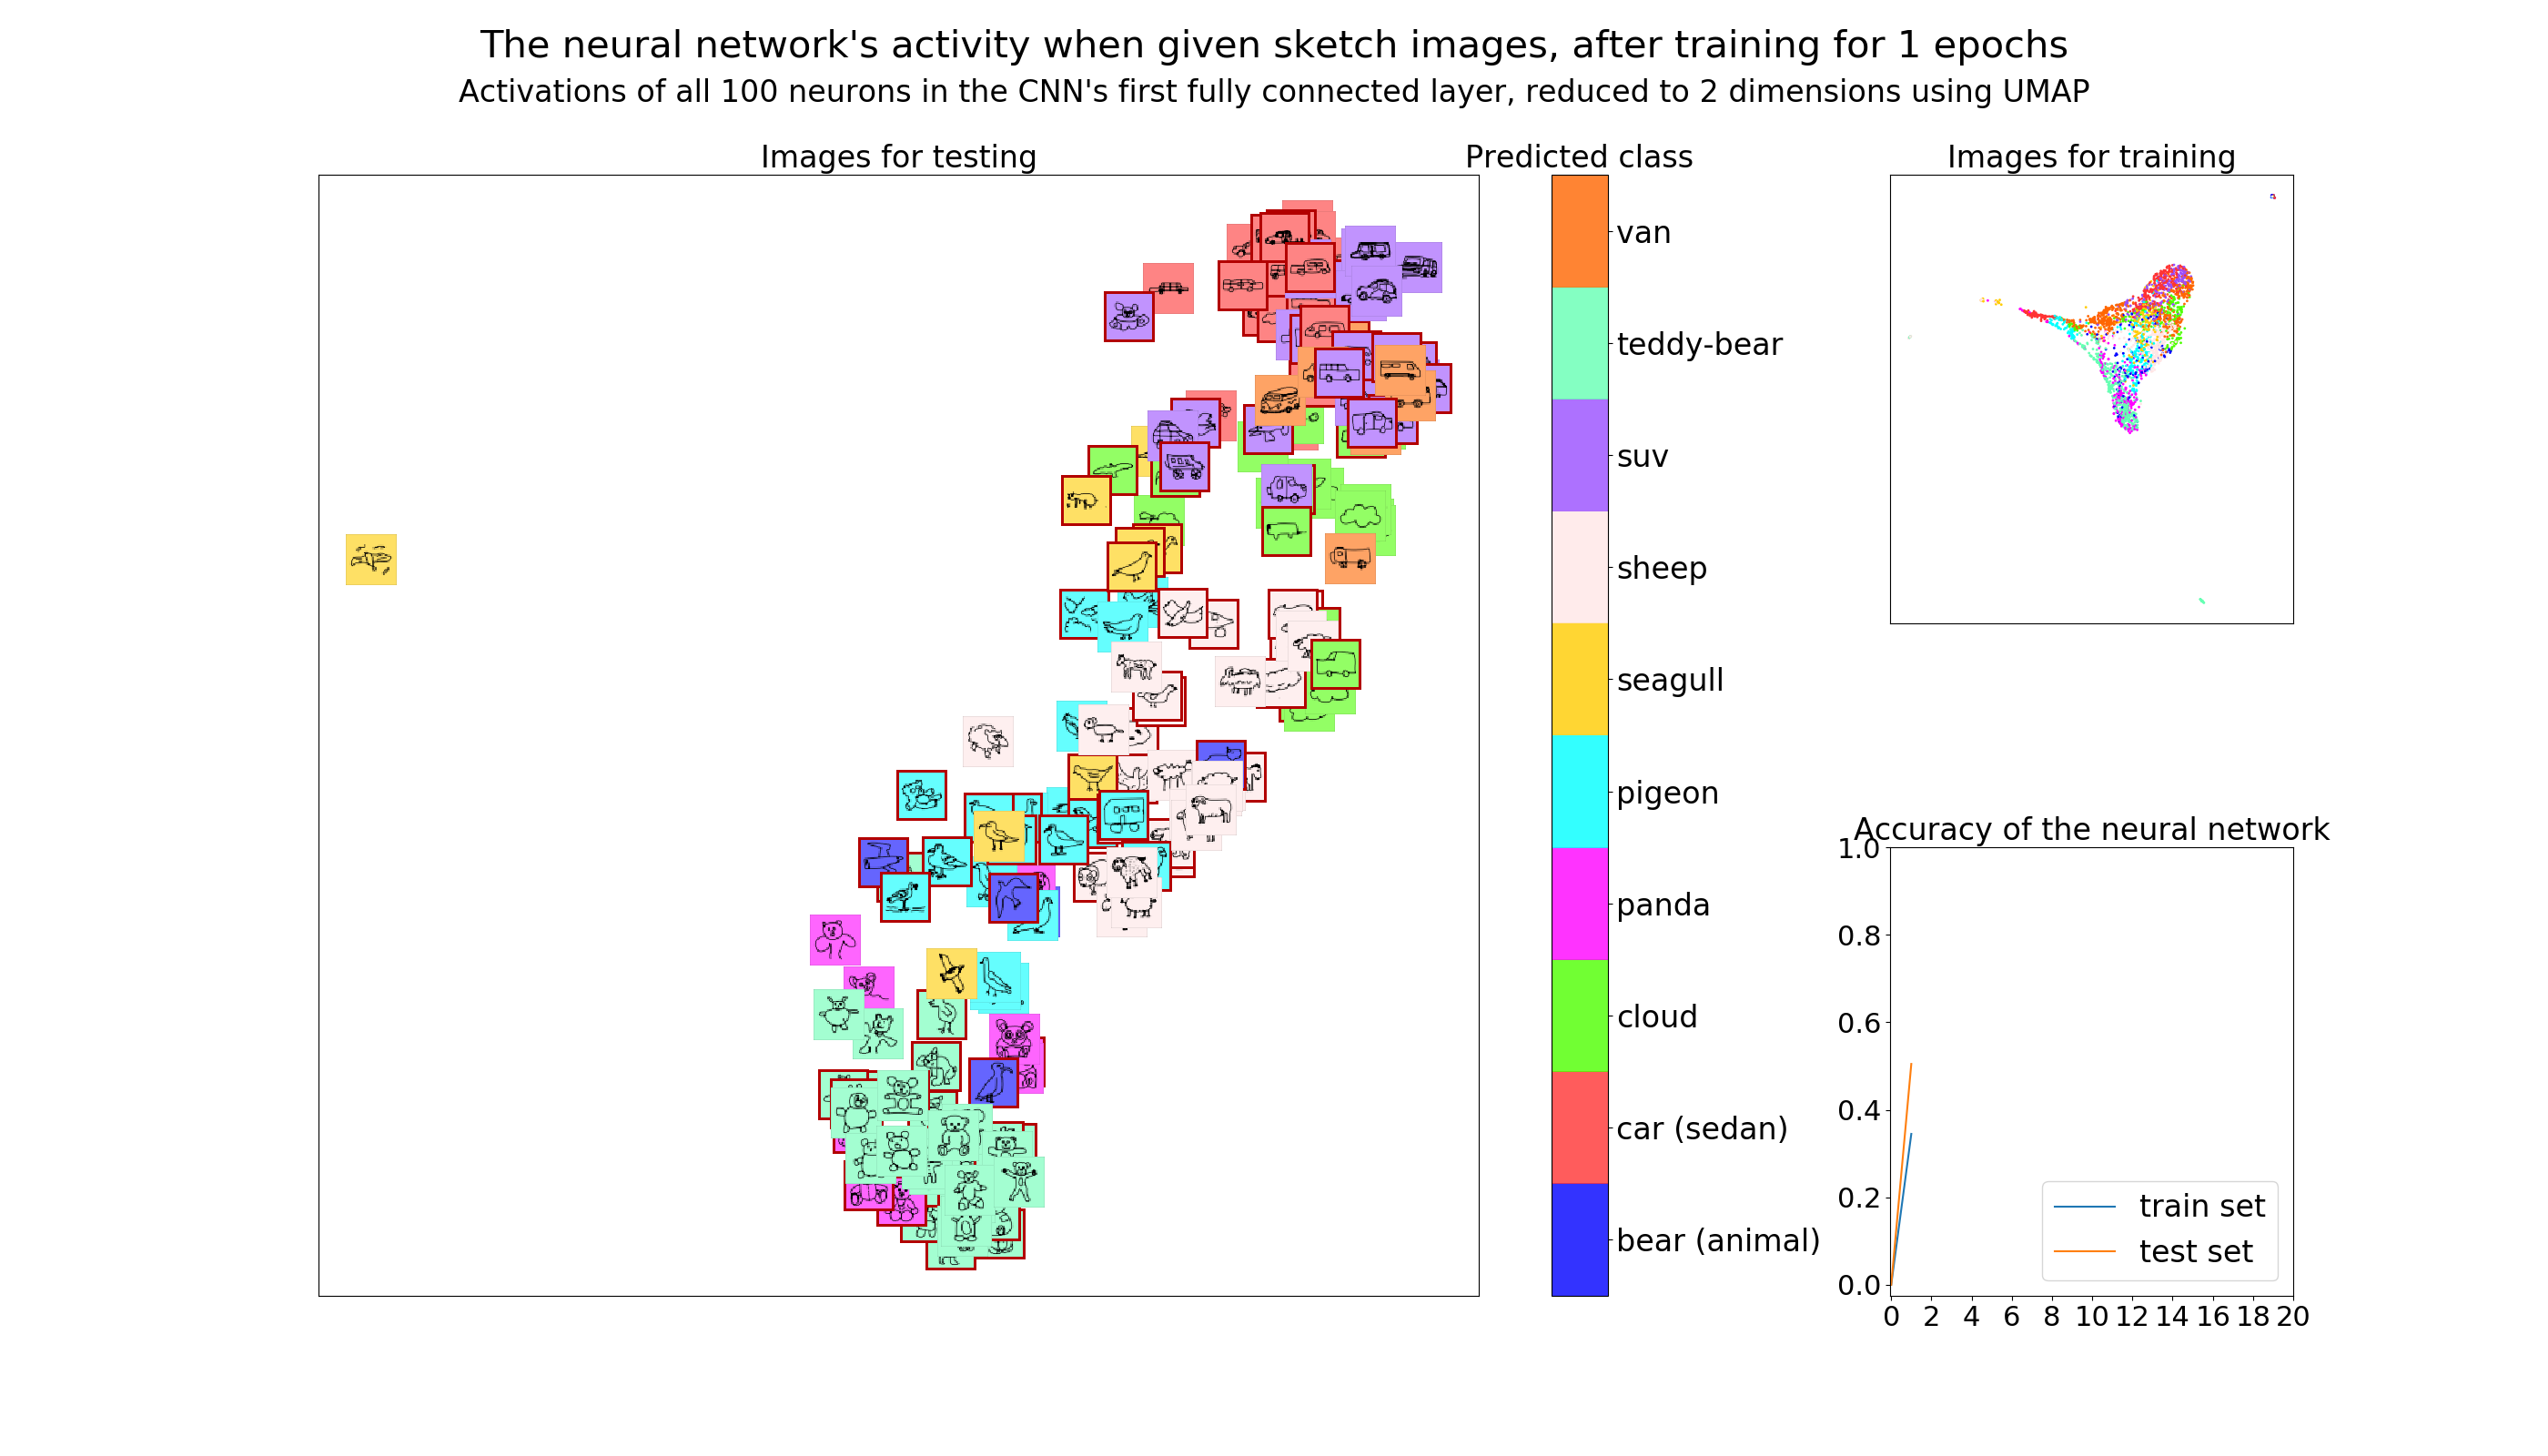 The neural network's activity when given sketch images, after training for 1 epochs
Activations of all 100 neurons in the CNN's first fully connected layer, reduced to 2 dimensions using UMAP
Images for testing
Predicted class
van
teddy-bear
suv
sheep
seagull
pigeon
panda
cloud
car (sedan)
bear (animal)
Images for training
Accuracy of the neural network
1.0
0.8
0.6
0.4
0.2
0.0
0 2 4 6 8 10 12 14 16 18 20
train set
test set